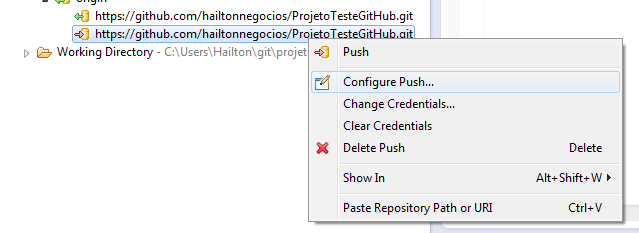 origin
https://github.com/hailtonnegocios/ProjetoTesteGitHub.git
https://github.com/hailtonnegocios/ProjetoTesteGitHub.git
Working Directory - C:\Users\Hailton\git\projet
Push
Configure Push...
Change Credentials...
Clear Credentials
Delete Push Delete
Show In Alt+Shift+W
Paste Repository Path or URI Ctrl+V